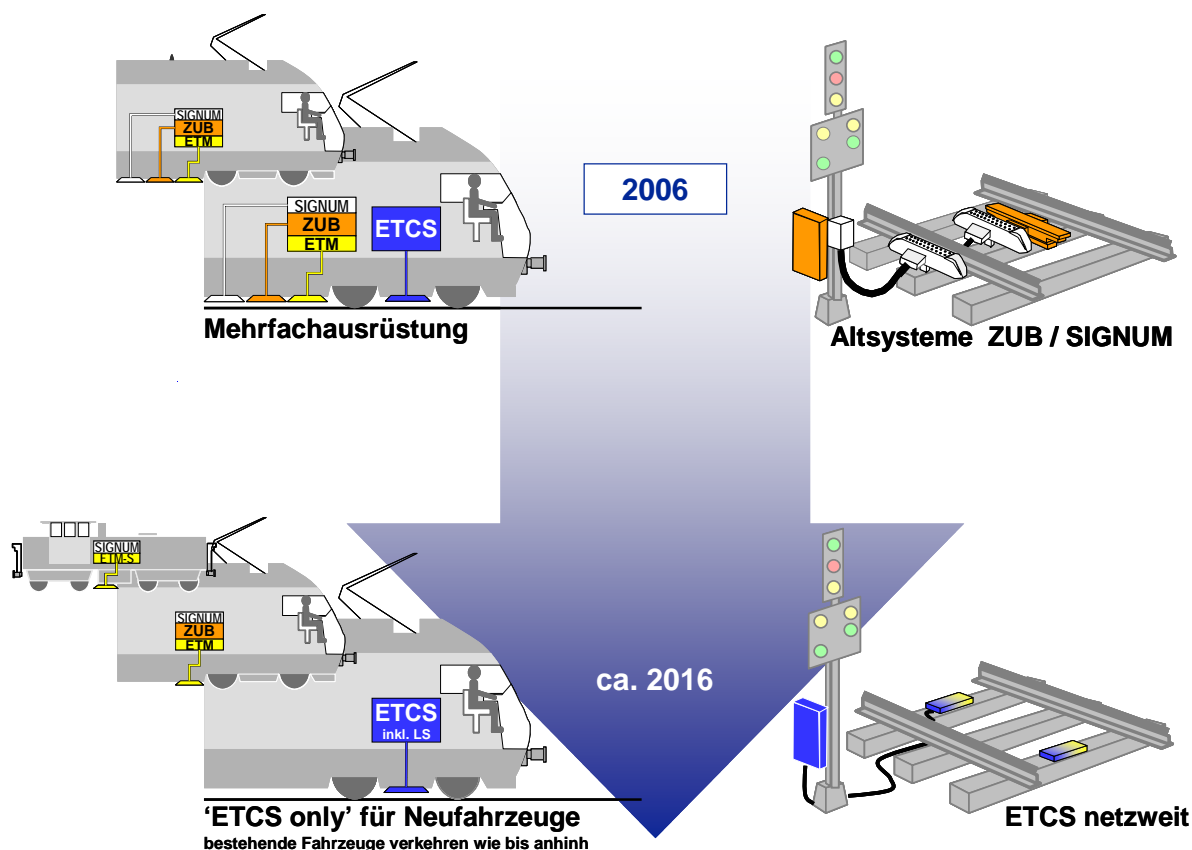 SIGNUM
ZUB
ETM
SIGNUM
ZUB
ETM
ETCS
2006
Mehrfachausrüstung
Altsysteme ZUB / SIGNUM
SIGNUM
ETM-S
SIGNUM
ZUB
ETM
ETCS
inkl. LS
ca. 2016
‘ETCS only’ für Neufahrzeuge
bestehende Fahrzeuge verkehren wie bis anhinh
ETCS netzweit